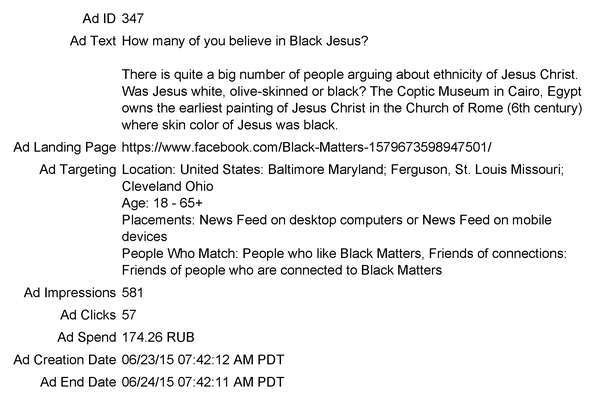 Ad ID 347
Ad Text How many of you believe in Black Jesus?
There is quite a big number of people arguing about ethnicity of Jesus Christ.
Was Jesus white, olive-skinned or black? The Coptic Museum in Cairo, Egypt
owns the earliest painting of Jesus Christ in the Church of Rome (6th century)
where skin color of Jesus was black.
Ad Landing Page https://www.facebook.com/Black-Matters-1579673598947501/
Ad Targeting Location: United States: Baltimore Maryland; Ferguson, St. Louis Missouri;
Cleveland Ohio
Age: 18 - 65+
Placements: News Feed on desktop computers or News Feed on mobile
devices
People Who Match: People who like Black Matters, Friends of connections:
Friends of people who are connected to Black Matters
Ad Impressions 581
Ad Clicks 57
Ad Spend 174.26 RUB
Ad Creation Date 06/23/15 07:42:12 AM PDT
Ad End Date 06/24/15 07:42:11 AM PDT